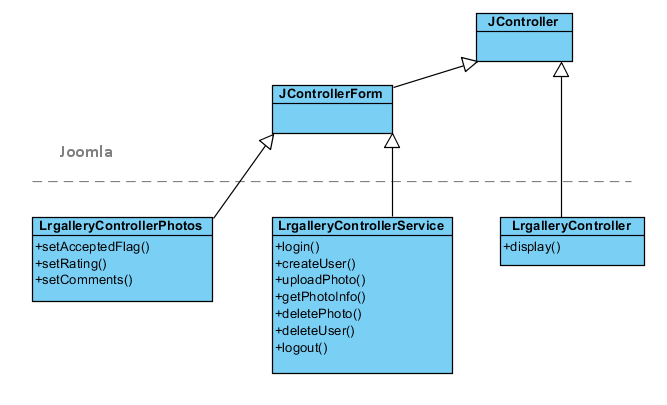 JController
JControllerForm
Joomla
LrgalleryControllerPhotos
+setAcceptedFlag()
+setRating()
+setComments()
LrgalleryControllerService
+login()
+createUser()
+uploadPhoto()
+getPhotoInfo()
+deletePhoto()
+deleteUser()
+logout()
LrgalleryController
+display()